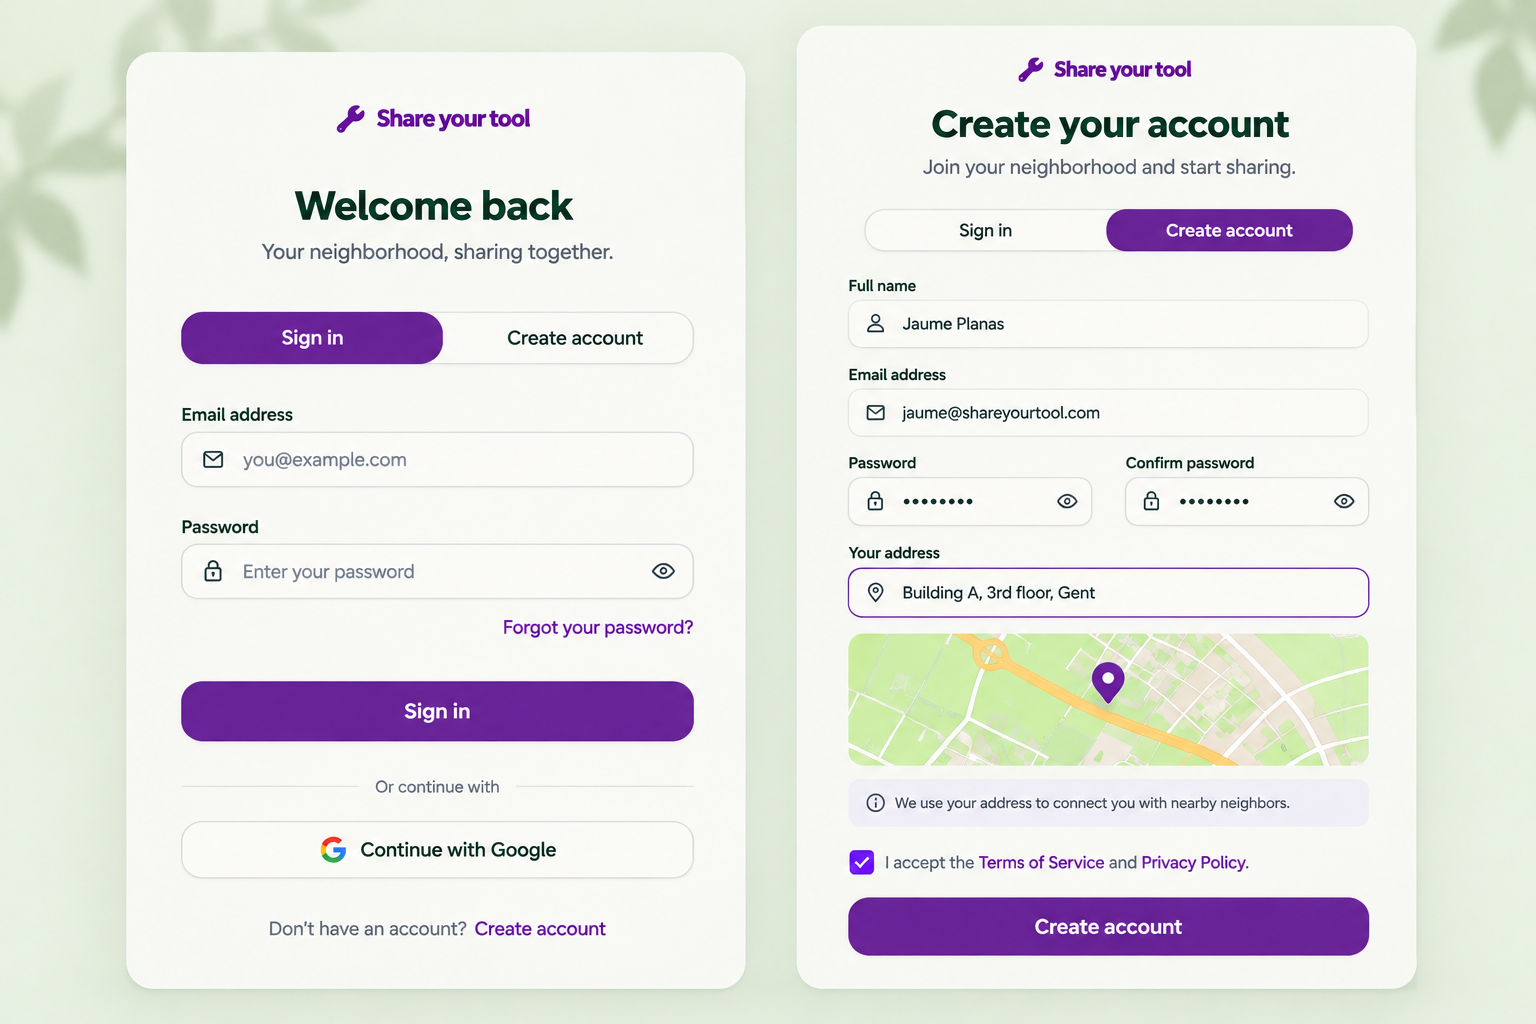 Share your tool
Welcome back
Your neighborhood, sharing together.
Sign in
Create account
Email address
you@example.com
Password
Enter your password
Forgot your password?
Sign in
Or continue with
Continue with Google
Don't have an account? Create account
Share your tool
Create your account
Join your neighborhood and start sharing.
Sign in
Create account
Full name
Jaume Planas
Email address
jaume@shareyourtool.com
Password
Confirm password
Your address
Building A, 3rd floor, Gent
We use your address to connect you with nearby neighbors.
I accept the Terms of Service and Privacy Policy.
Create account